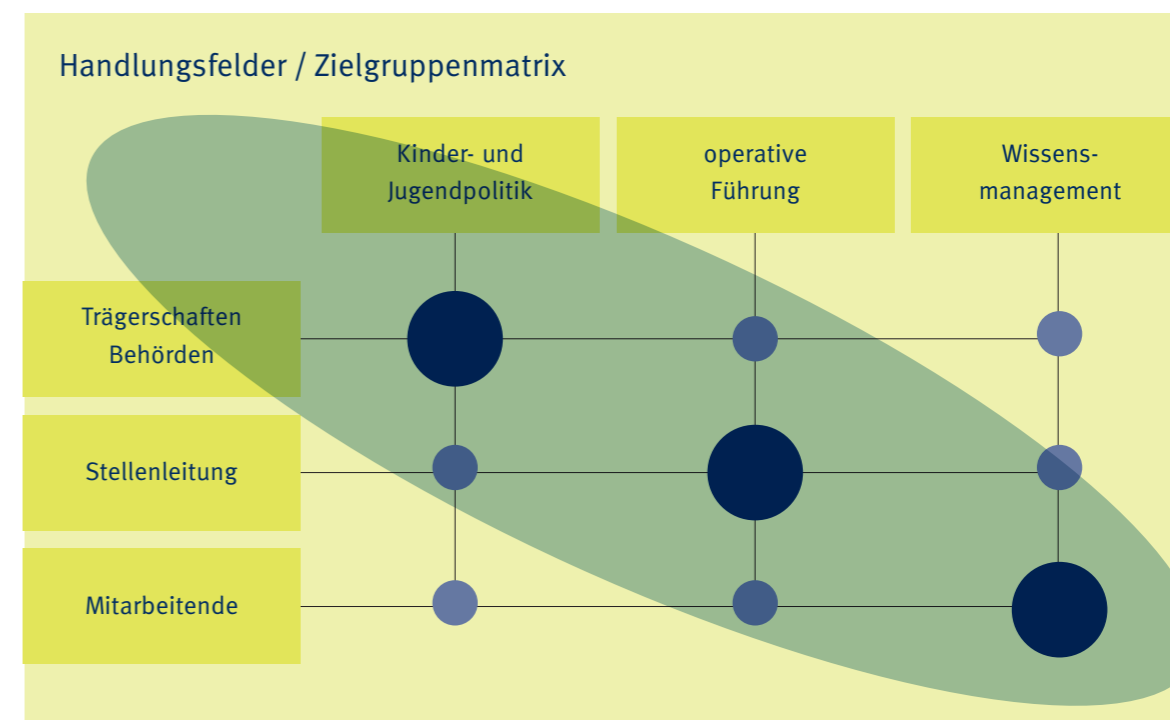 Handlungsfelder / Zielgruppenmatrix
Kinder- und
Jugendpolitik
operative
Führung
Wissens-
management
Trägerschaften
Behörden
Stellenleitung
Mitarbeitende